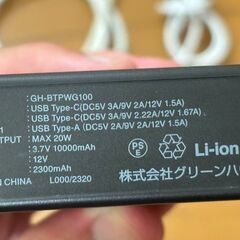 : GH-BTPWG100
: USB Type-C(DC5V 3A/9V 2A/12V 1.5A)
: USB Type-C(DC5V 3A/9V 2.22A/12V 1.67A)
1 : USB Type-A (DC5V 2A/9V 2A/12V 1.5A)
OUTPUT : MAX 20W
: 3.7V 10000mAh
: 12V
: 2300mAh
N CHINA L000/2320
PS
E
Li-ion
株式会社グリーンハ